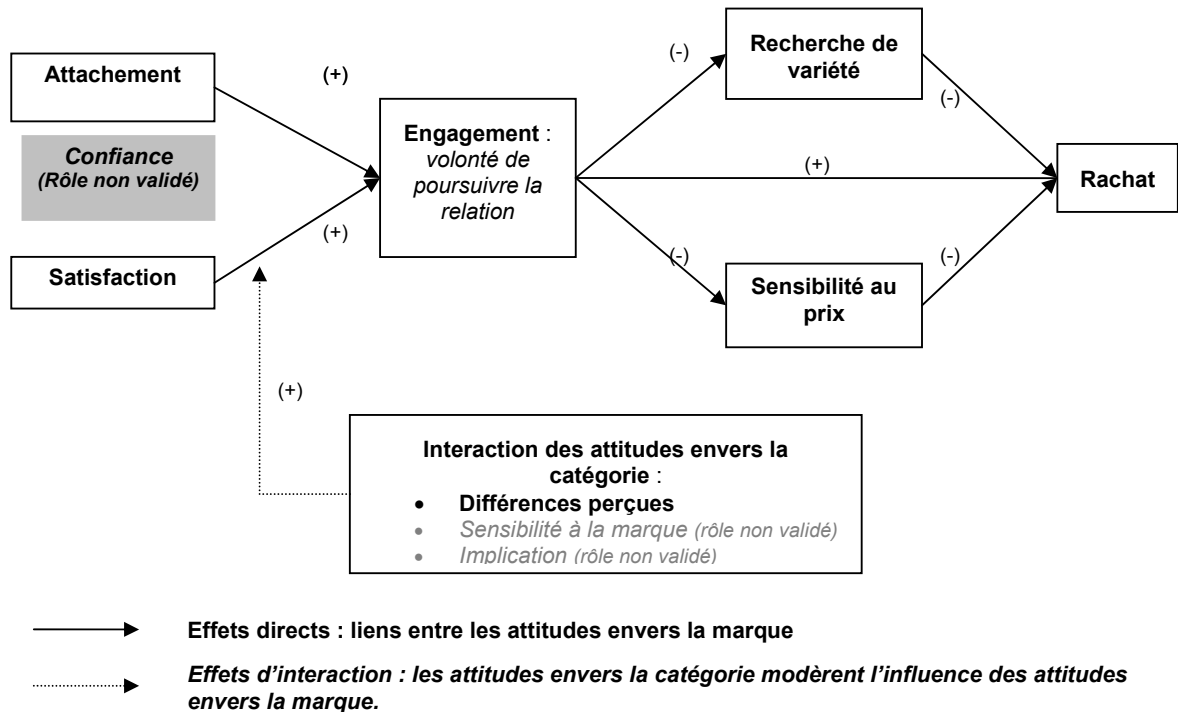 Attachement
(+)
Confiance
(Rôle non validé)
(+)
Satisfaction
Engagement :
volonté de
poursuivre la
relation
(-)
Recherche de
variété
(-)
(+)
Rachat
(-)
Sensibilité au
prix
(-)
(+)
Interaction des attitudes envers la
catégorie :
• Différences perçues
• Sensibilité à la marque (rôle non validé)
• Implication (rôle non validé)
Effets directs : liens entre les attitudes envers la marque
Effets d’interaction : les attitudes envers la catégorie modèrent l’influence des attitudes
envers la marque.